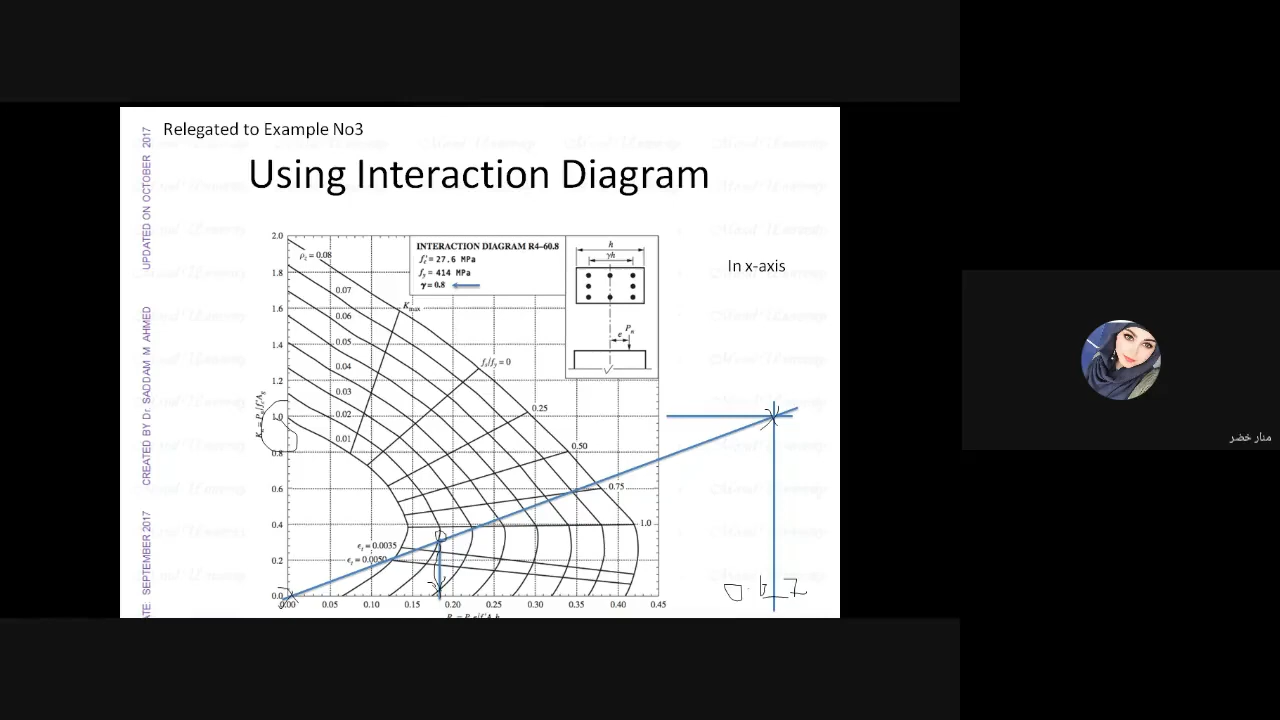 Relegated to Example No3
Using Interaction Diagram
UPDATED ON OCTOBER 2017
CREATED BY Dr. SADDAM M AHMED
SEPTEMBER 2017
In x-axis
INTERACTION DIAGRAM R4–60.8
f′c = 27.6 MPa
fy = 414 MPa
γ = 0.8
h
γh
e
Pn
ρz = 0.08
0.07
0.06
0.05
0.04
0.03
0.02
0.01
Kmax
fs/fy = 0
0.25
0.50
0.75
1.0
εt = 0.0035
εt = 0.0050
Kn = Pn/f′cAg
2.0
1.8
1.6
1.4
1.2
1.0
0.8
0.6
0.4
0.2
0.0
0.00 0.05 0.10 0.15 0.20 0.25 0.30 0.35 0.40 0.45
منار خضر